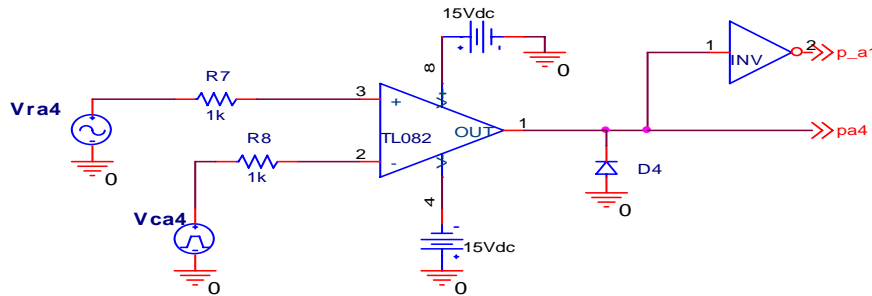 15Vdc
0
8
R7
1k
3
+
Vra4
0
R8
1k
2
-
TL082
OUT
1
V+
V-
4
15Vdc
0
Vca4
0
D4
0
1
INV
2
p_a1
pa4